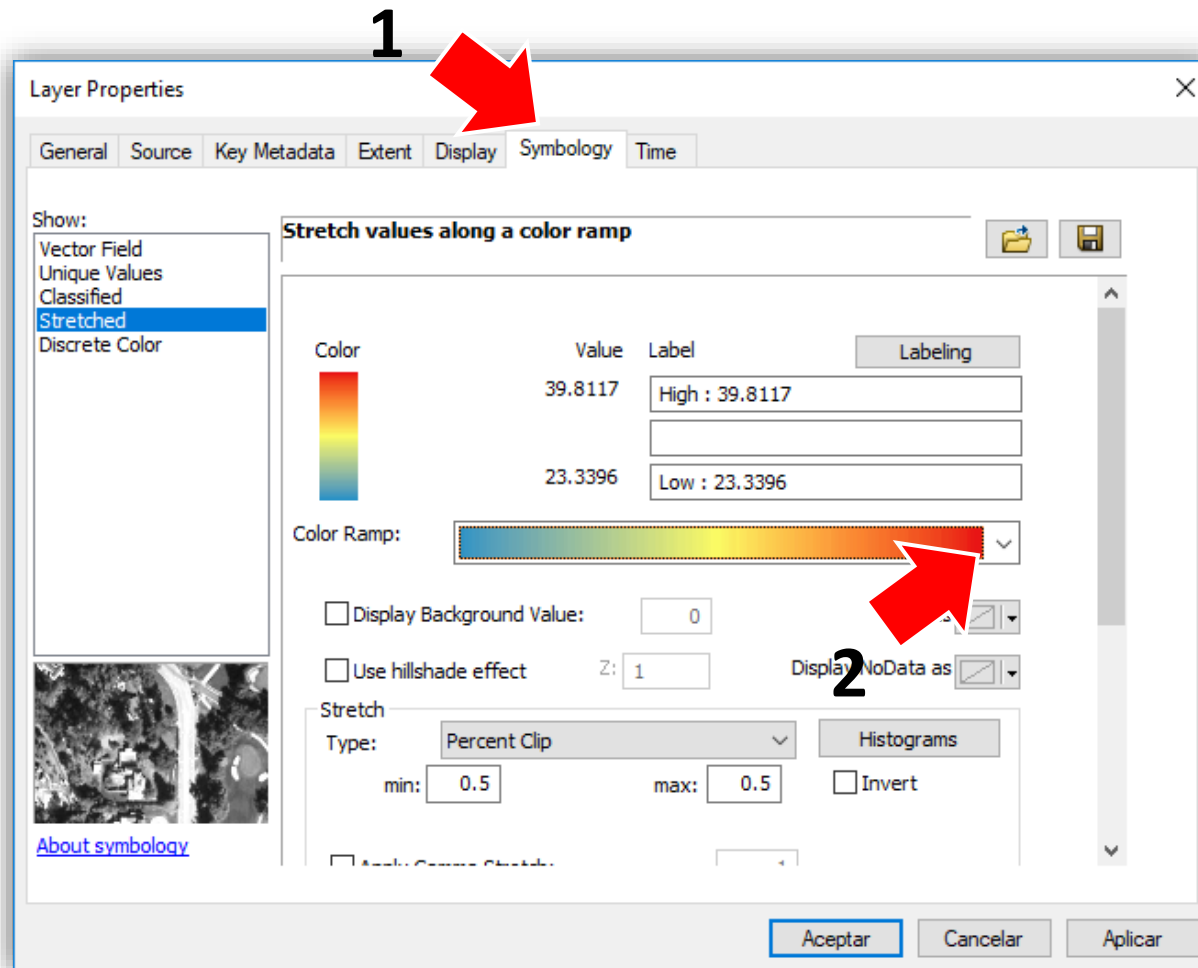 1
Layer Properties
General Source Key Metadata Extent Display Symbology Time
Show:
Vector Field
Unique Values
Classified
Stretched
Discrete Color
About symbology
Stretch values along a color ramp
Color Value Label Labeling
39.8117 High : 39.8117
23.3396 Low : 23.3396
Color Ramp:
Display Background Value: 0
Use hillshade effect Z: 1 Display NoData as
2
Stretch
Type: Percent Clip Histograms
min: 0.5 max: 0.5 Invert
Aceptar Cancelar Aplicar